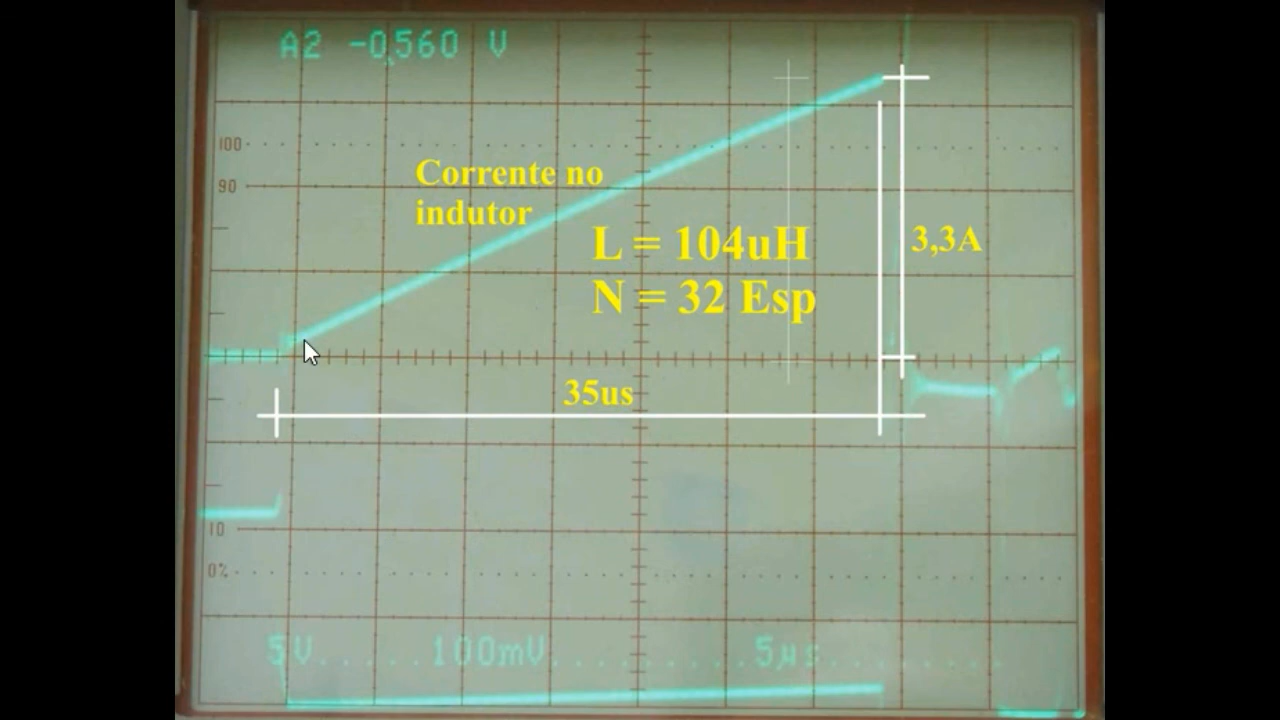 A2 -0.560 V
100
90
Corrente no
indutor
L = 104uH
N = 32 Esp
3,3A
35us
10
0%
5V 100mV 5µs